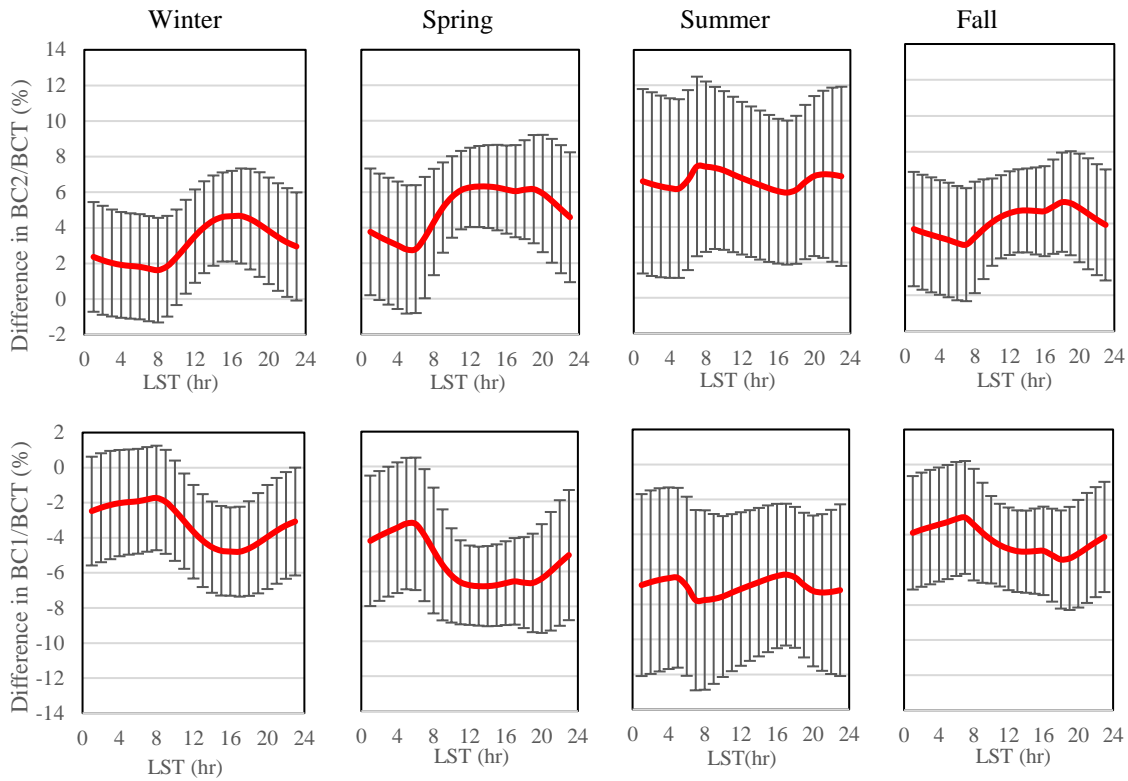 Winter Spring Summer Fall
Difference in BC2/BCT (%)
14
12
10
8
6
4
2
0
-2
0 4 8 12 16 20 24 0 4 8 12 16 20 24 0 4 8 12 16 20 24 0 4 8 12 16 20 24
LST (hr) LST (hr) LST (hr) LST (hr)
Difference in BC1/BCT (%)
2
0
-2
-4
-6
-8
-10
-12
-14
0 4 8 12 16 20 24 0 4 8 12 16 20 24 0 4 8 12 16 20 24 0 4 8 12 16 20 24
LST (hr) LST (hr) LST(hr) LST (hr)